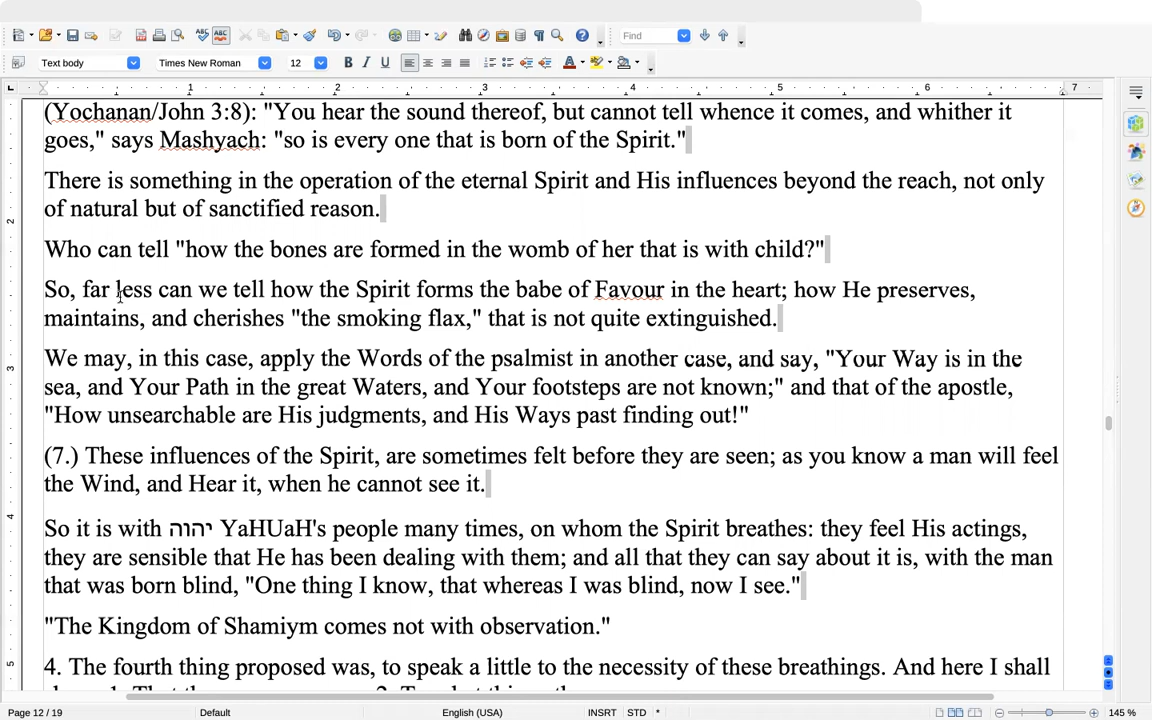 Find
Text body
Times New Roman
12
1 2 3 4 5 6 7
(Yochanan/John 3:8): "You hear the sound thereof, but cannot tell whence it comes, and whither it
goes," says Mashyach: "so is every one that is born of the Spirit."
There is something in the operation of the eternal Spirit and His influences beyond the reach, not only
of natural but of sanctified reason.
Who can tell "how the bones are formed in the womb of her that is with child?"
So, far less can we tell how the Spirit forms the babe of Favour in the heart; how He preserves,
maintains, and cherishes "the smoking flax," that is not quite extinguished.
We may, in this case, apply the Words of the psalmist in another case, and say, "Your Way is in the
sea, and Your Path in the great Waters, and Your footsteps are not known;" and that of the apostle,
"How unsearchable are His judgments, and His Ways past finding out!"
(7.) These influences of the Spirit, are sometimes felt before they are seen; as you know a man will feel
the Wind, and Hear it, when he cannot see it.
So it is with יהוה YaHUaH's people many times, on whom the Spirit breathes: they feel His actings,
they are sensible that He has been dealing with them; and all that they can say about it is, with the man
that was born blind, "One thing I know, that whereas I was blind, now I see."
"The Kingdom of Shamiym comes not with observation."
4. The fourth thing proposed was, to speak a little to the necessity of these breathings. And here I shall
2
3
4
5
Page 12 / 19
Default
English (USA)
INSRT
STD
*
145 %